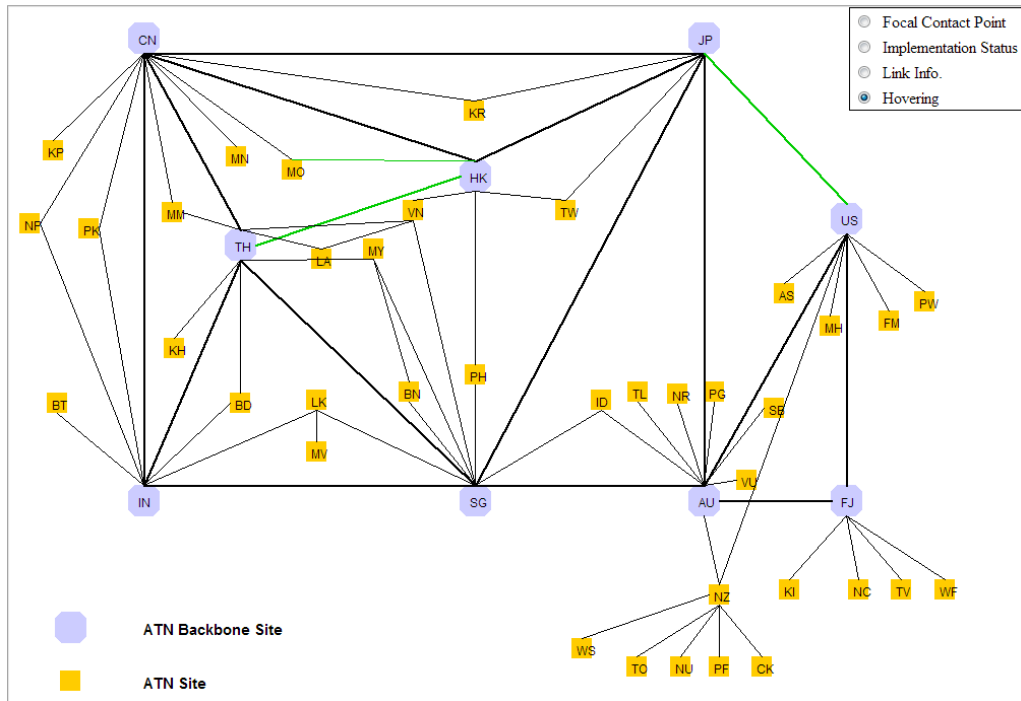 CN
JP
Focal Contact Point
Implementation Status
Link Info.
Hovering
KR
KP
MN
MO
HK
NP
PK
MM
VN
TW
US
TH
LA
MY
AS
MH
FM
PW
KH
PH
BT
BD
LK
BN
ID
TL
NR
PG
SB
MV
VU
IN
SG
AU
FJ
KI
NC
TV
WF
NZ
ATN Backbone Site
WS
TO
NU
PF
CK
ATN Site